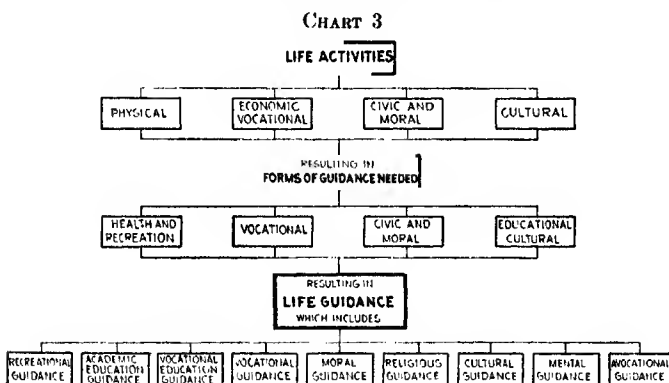 CHART 3
LIFE ACTIVITIES
PHYSICAL
ECONOMIC
VOCATIONAL
CIVIC AND
MORAL
CULTURAL
RESULTING IN
FORMS OF GUIDANCE NEEDED
HEALTH AND
RECREATION
VOCATIONAL
CIVIC AND
MORAL
EDUCATIONAL
CULTURAL
RESULTING IN
LIFE GUIDANCE
WHICH INCLUDES
RECREATIONAL
GUIDANCE
ACADEMIC
EDUCATION
GUIDANCE
VOCATIONAL
EDUCATION
GUIDANCE
VOCATIONAL
GUIDANCE
MORAL
GUIDANCE
RELIGIOUS
GUIDANCE
CULTURAL
GUIDANCE
MENTAL
GUIDANCE
AVOCATIONAL
GUIDANCE